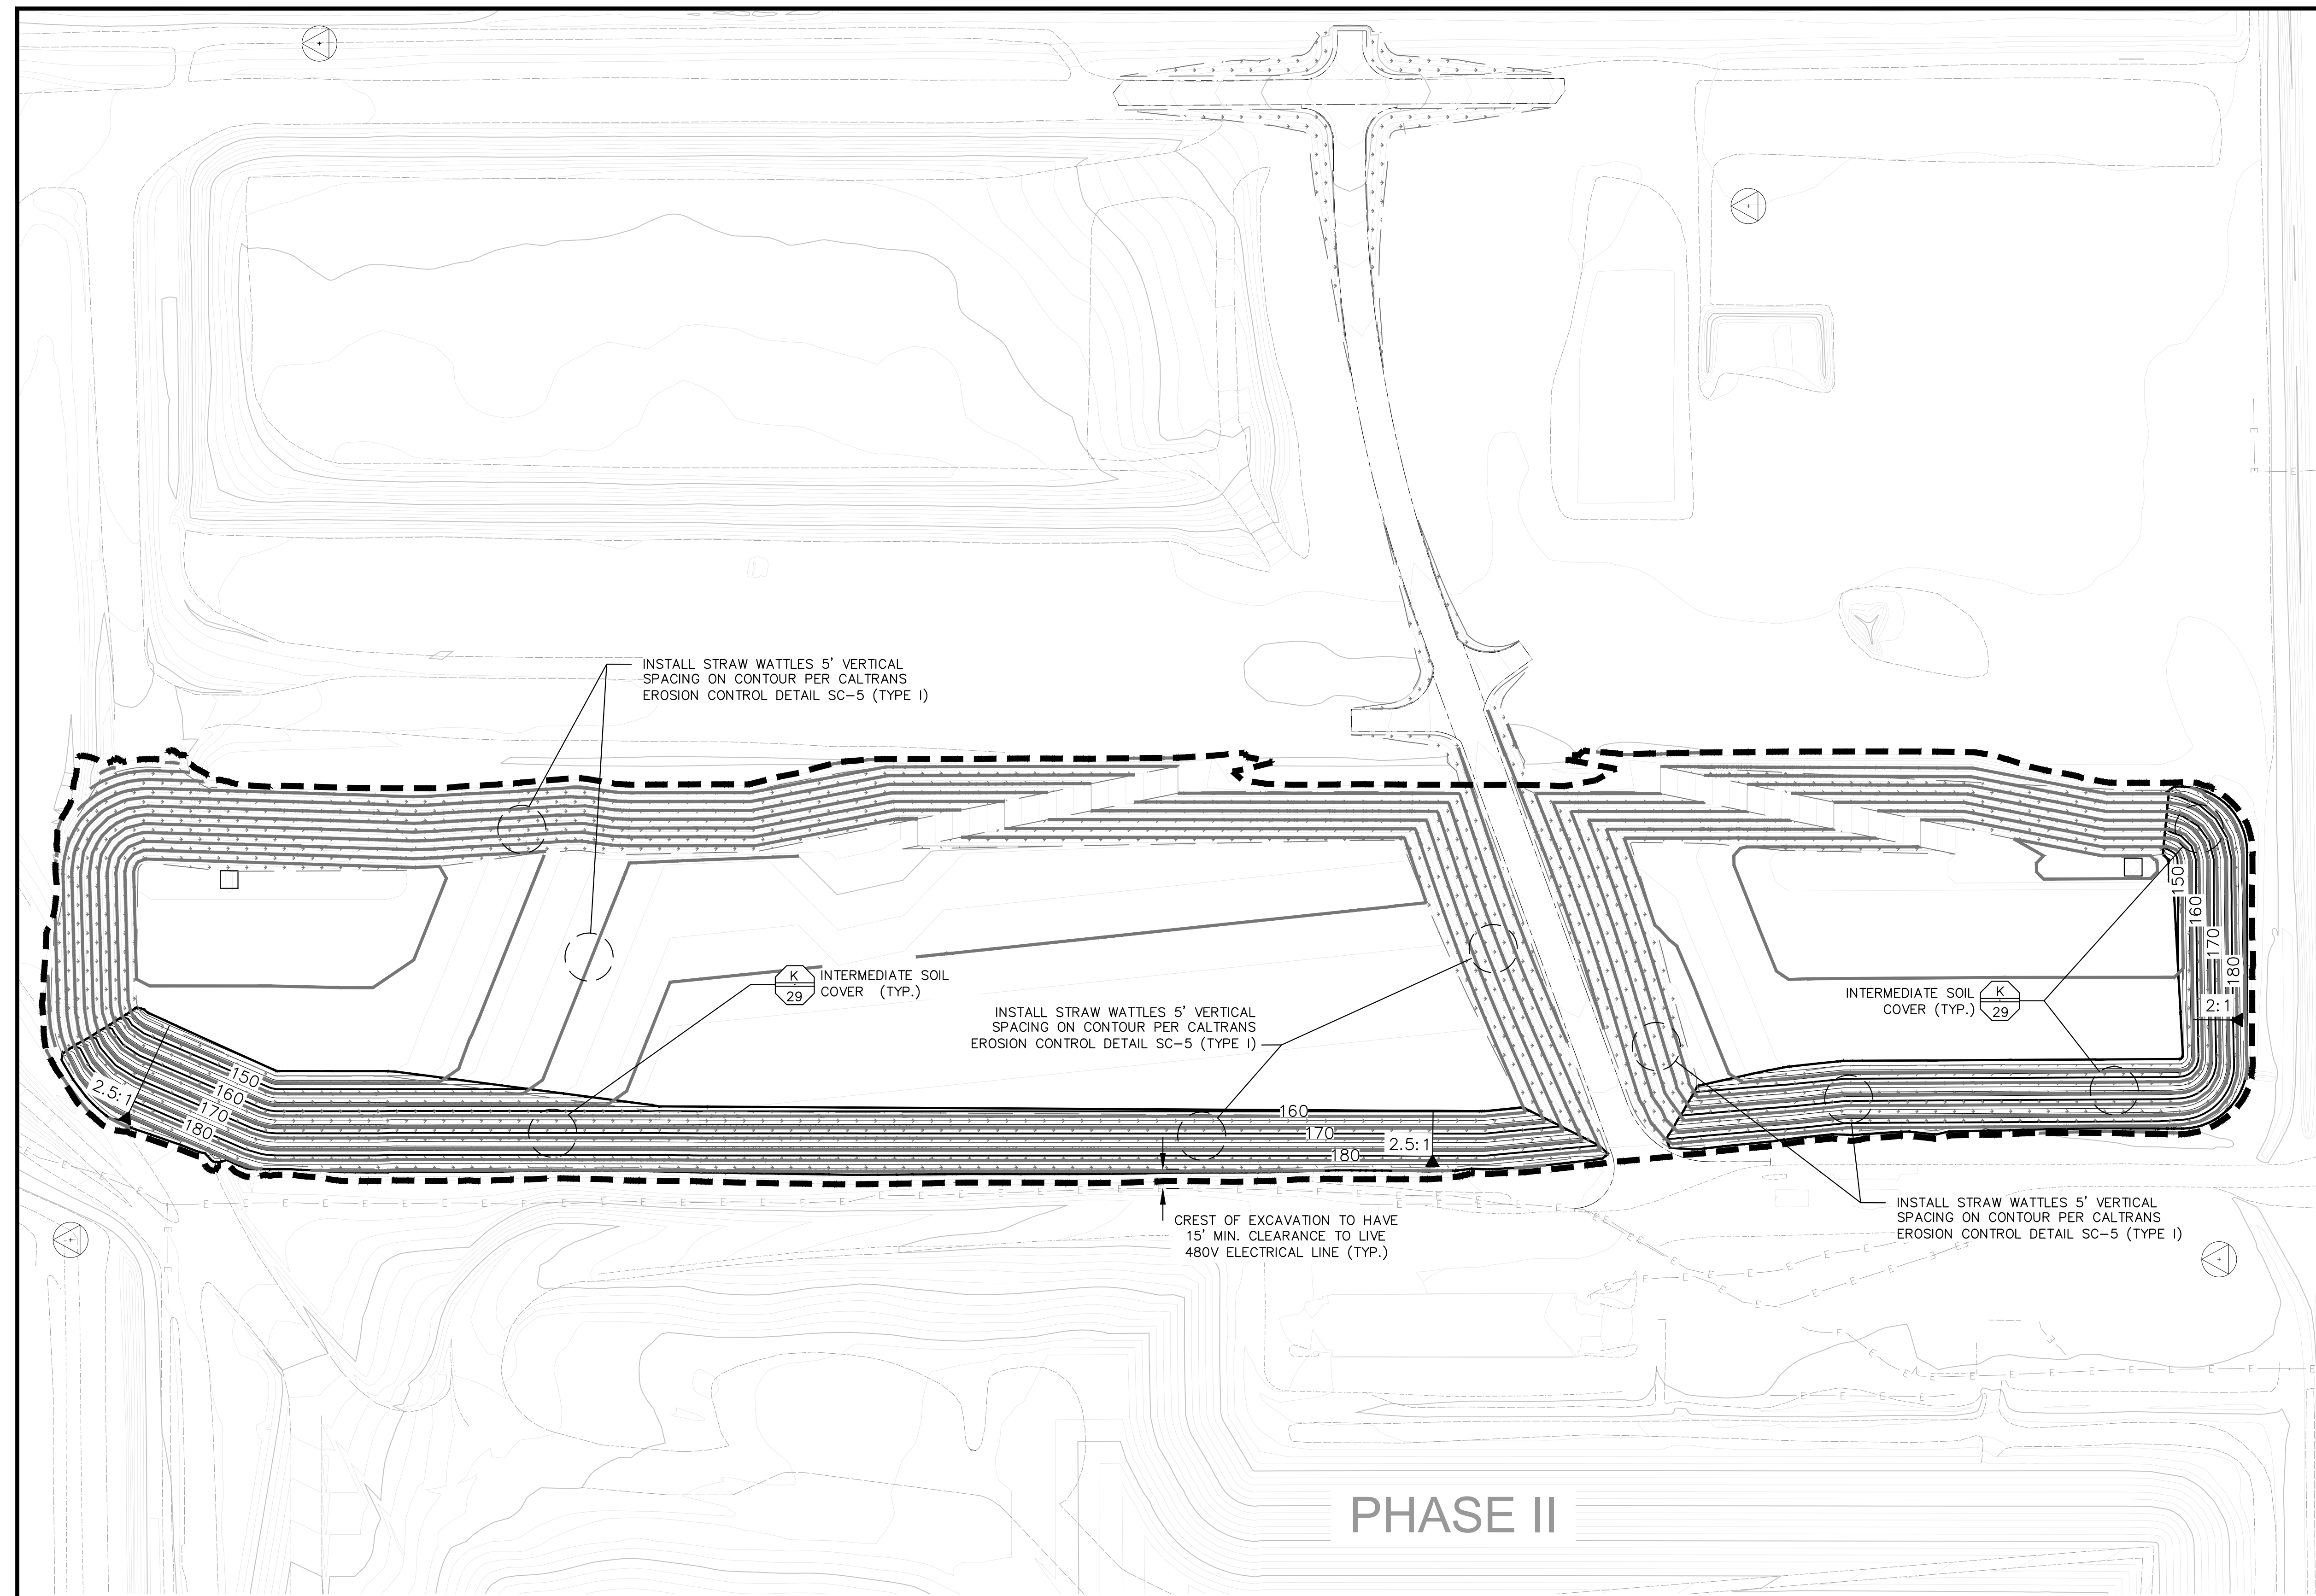 INSTALL STRAW WATTLES 5' VERTICAL
SPACING ON CONTOUR PER CALTRANS
EROSION CONTROL DETAIL SC-5 (TYPE I)
K
29
INTERMEDIATE SOIL
COVER (TYP.)
INSTALL STRAW WATTLES 5' VERTICAL
SPACING ON CONTOUR PER CALTRANS
EROSION CONTROL DETAIL SC-5 (TYPE I)
INTERMEDIATE SOIL
COVER (TYP.)
K
29
150
160
170
180
2:1
2.5:1
150
160
170
180
160
170
180
2.5:1
CREST OF EXCAVATION TO HAVE
15' MIN. CLEARANCE TO LIVE
480V ELECTRICAL LINE (TYP.)
INSTALL STRAW WATTLES 5' VERTICAL
SPACING ON CONTOUR PER CALTRANS
EROSION CONTROL DETAIL SC-5 (TYPE I)
PHASE II